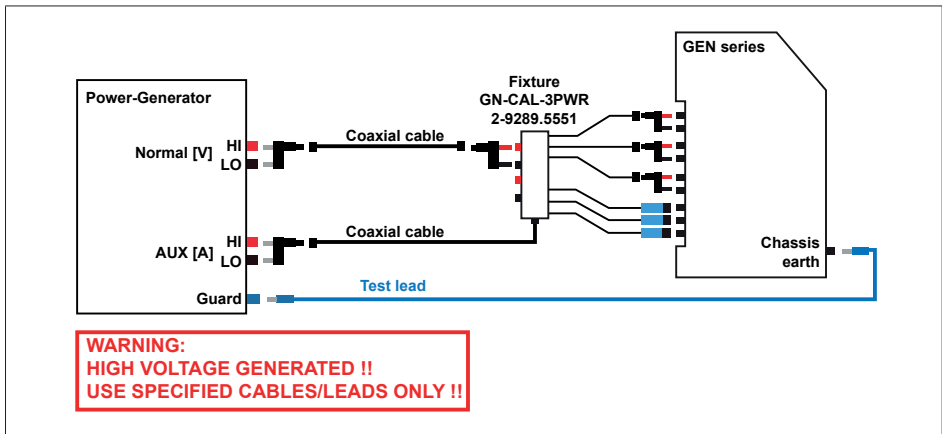 GEN series
Fixture
GN-CAL-3PWR
2-9289.5551
Power-Generator
Normal [V]
HI
LO
Coaxial cable
AUX [A]
HI
LO
Coaxial cable
Chassis
earth
Guard
Test lead
WARNING:
HIGH VOLTAGE GENERATED !!
USE SPECIFIED CABLES/LEADS ONLY !!